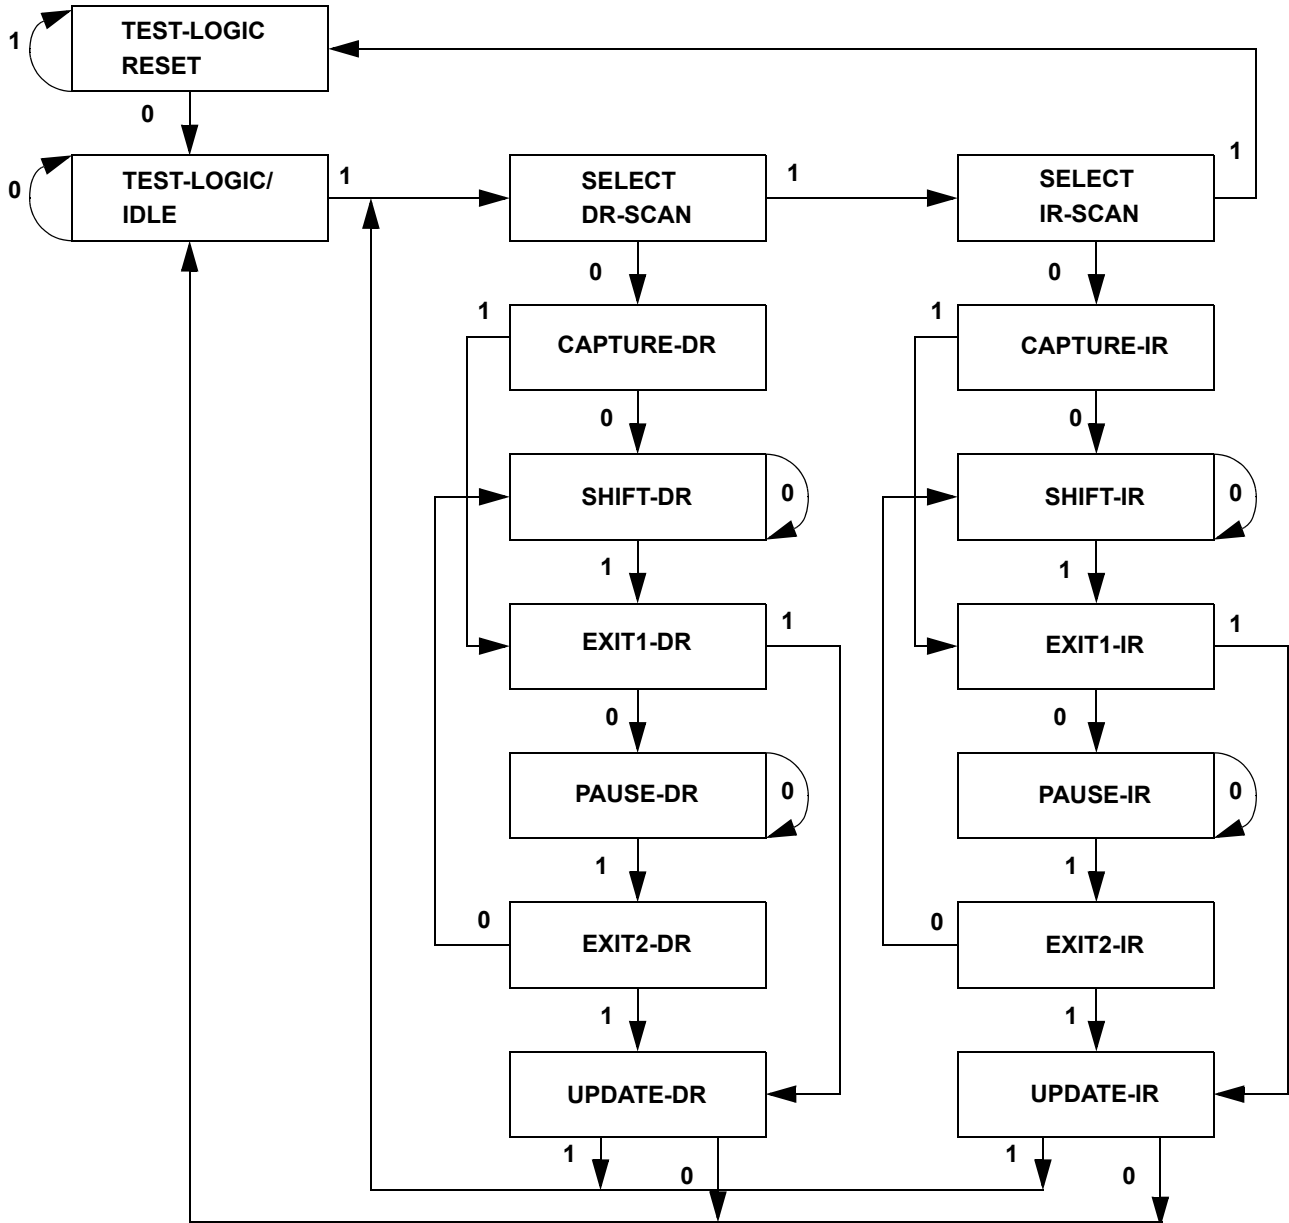 TEST-LOGIC
RESET
1
0
TEST-LOGIC/
IDLE
0
1
SELECT
DR-SCAN
1
SELECT
IR-SCAN
1
0
0
1
CAPTURE-DR
1
CAPTURE-IR
0
0
SHIFT-DR
0
SHIFT-IR
0
1
1
EXIT1-DR
1
EXIT1-IR
1
0
0
PAUSE-DR
0
PAUSE-IR
0
1
1
0
EXIT2-DR
0
EXIT2-IR
1
1
UPDATE-DR
UPDATE-IR
1
0
1
0